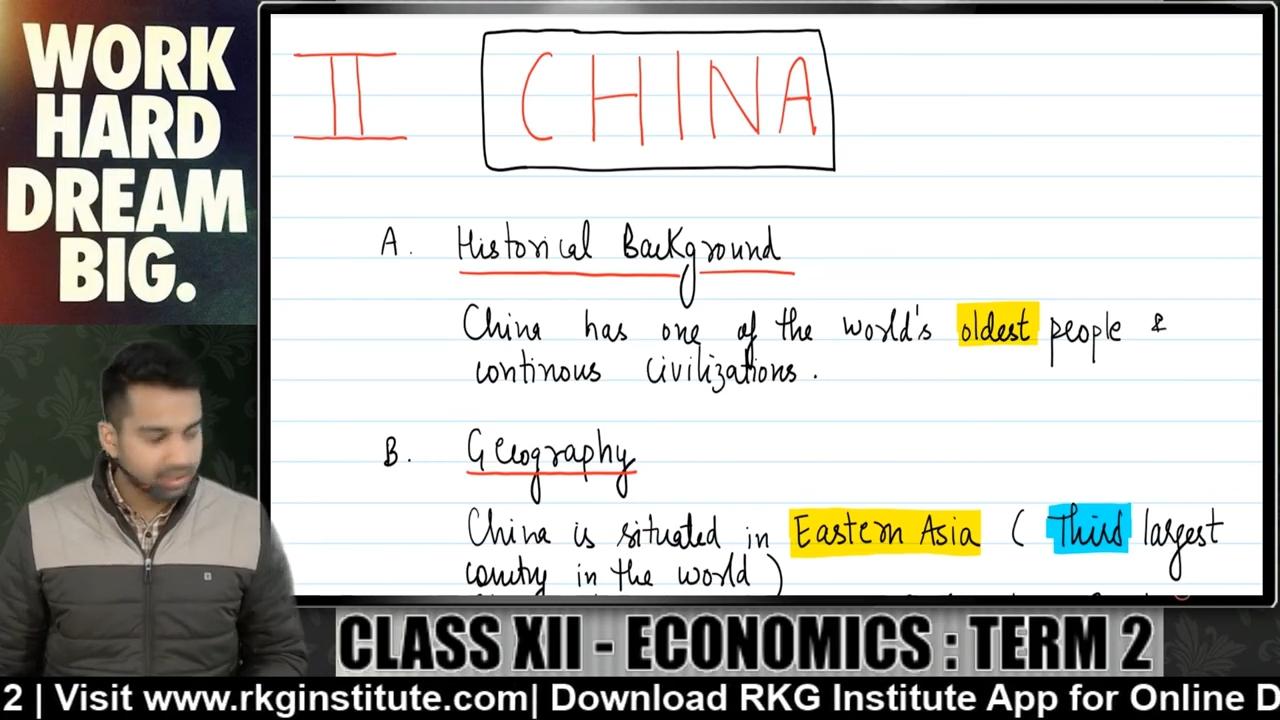 WORK
HARD
DREAM
BIG.
II CHINA
A. Historical Background
China has one of the world's oldest people &
continous civilizations.
B. Geography
China is situated in Eastern Asia ( Third largest
country in the world )
CLASS XII - ECONOMICS : TERM 2
2 | Visit www.rkginstitute.com| Download RKG Institute App for Online D